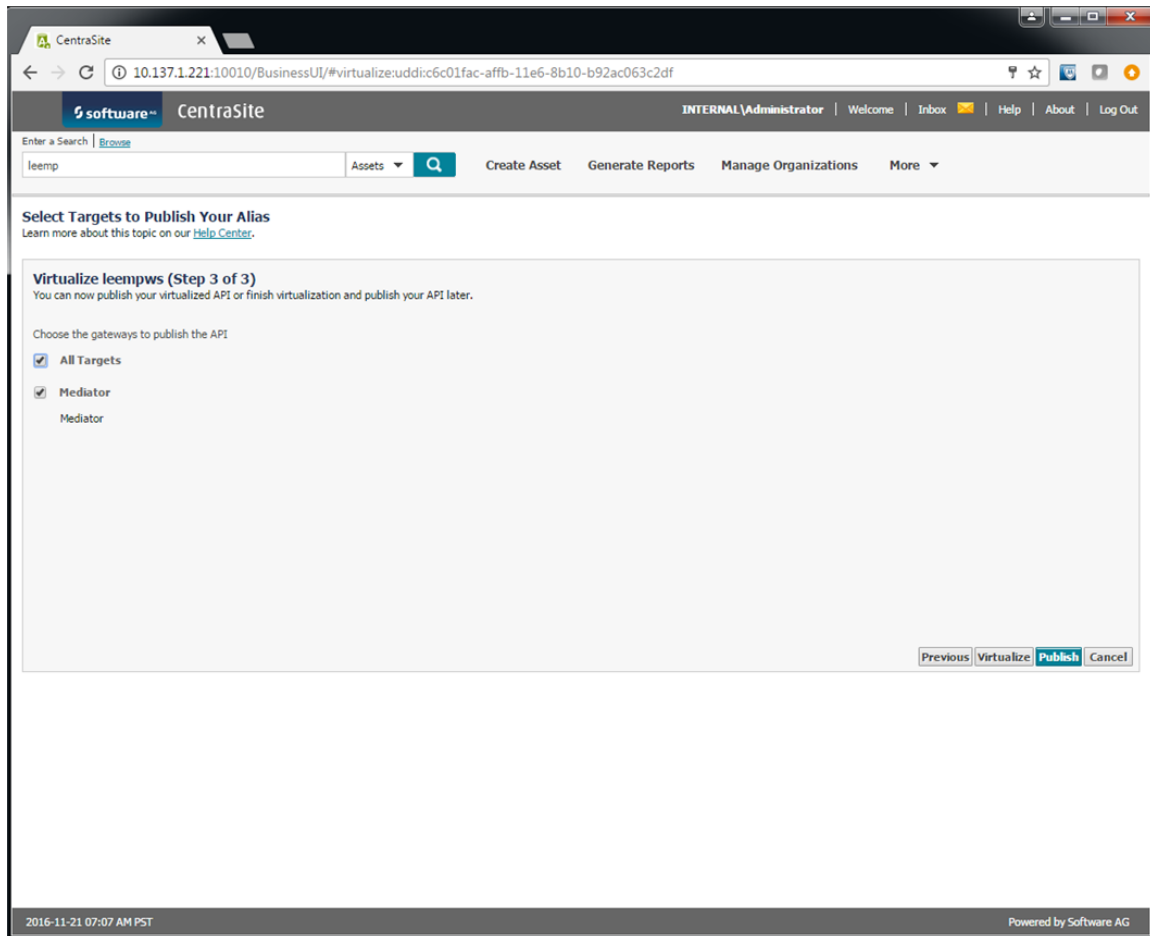 CentraSite
10.137.1.221:10010/BusinessUI/#virtualize:uddi:c6c01fac-affb-11e6-8b10-b92ac063c2df
software AG CentraSite INTERNAL\Administrator | Welcome | Inbox | Help | About | Log Out
Enter a Search | Browse
leemp Assets Create Asset Generate Reports Manage Organizations More
Select Targets to Publish Your Alias
Learn more about this topic on our Help Center.
Virtualize leempws (Step 3 of 3)
You can now publish your virtualized API or finish virtualization and publish your API later.
Choose the gateways to publish the API
All Targets
Mediator
Mediator
Previous Virtualize Publish Cancel
2016-11-21 07:07 AM PST Powered by Software AG